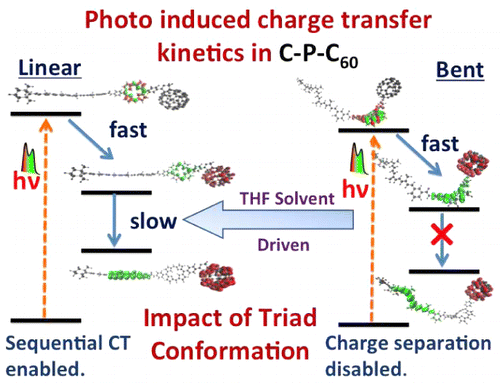 Photo induced charge transfer
kinetics in C-P-C60
Linear
Bent
fast
fast
hν
hν
slow
THF Solvent
Driven
Impact of Triad
Conformation
Sequential CT
enabled.
Charge separation
disabled.